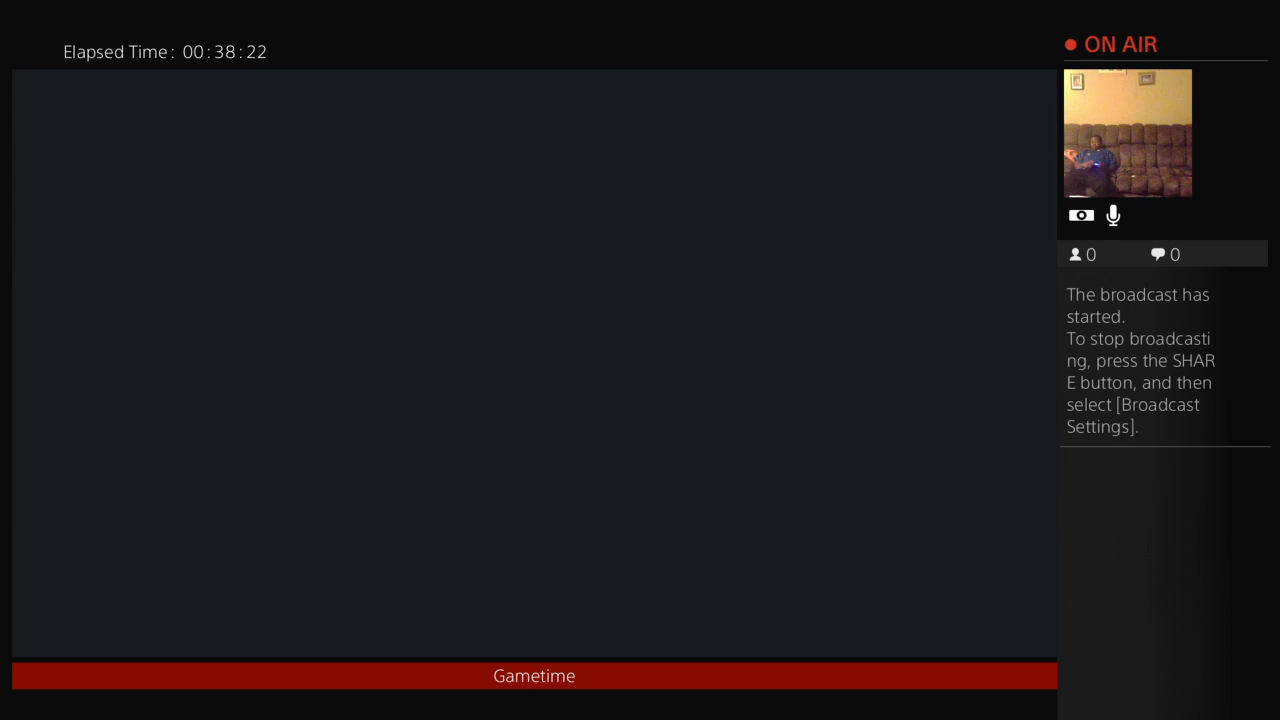 Elapsed Time: 00:38:22
ON AIR
0 0
The broadcast has
started.
To stop broadcasti
ng, press the SHAR
E button, and then
select [Broadcast
Settings].
Gametime